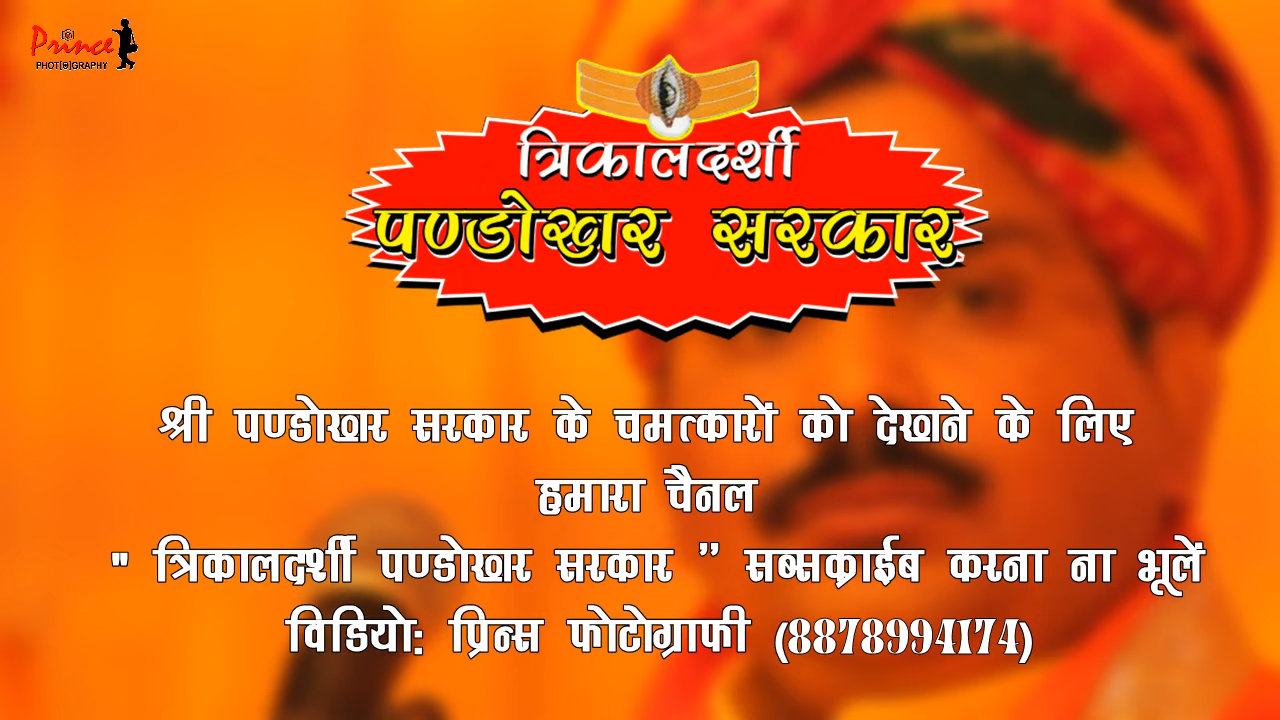 Prince
PHOTOGRAPHY
त्रिकालदर्शी
पण्डोखर सरकार
श्री पण्डोखर सरकार के चमत्कारों को देखने के लिए
हमारा चैनल
" त्रिकालदर्शी पण्डोखर सरकार ” सब्सक्राईब करना ना भूलें
विडियो: प्रिन्स फोटोग्राफी (8878994174)